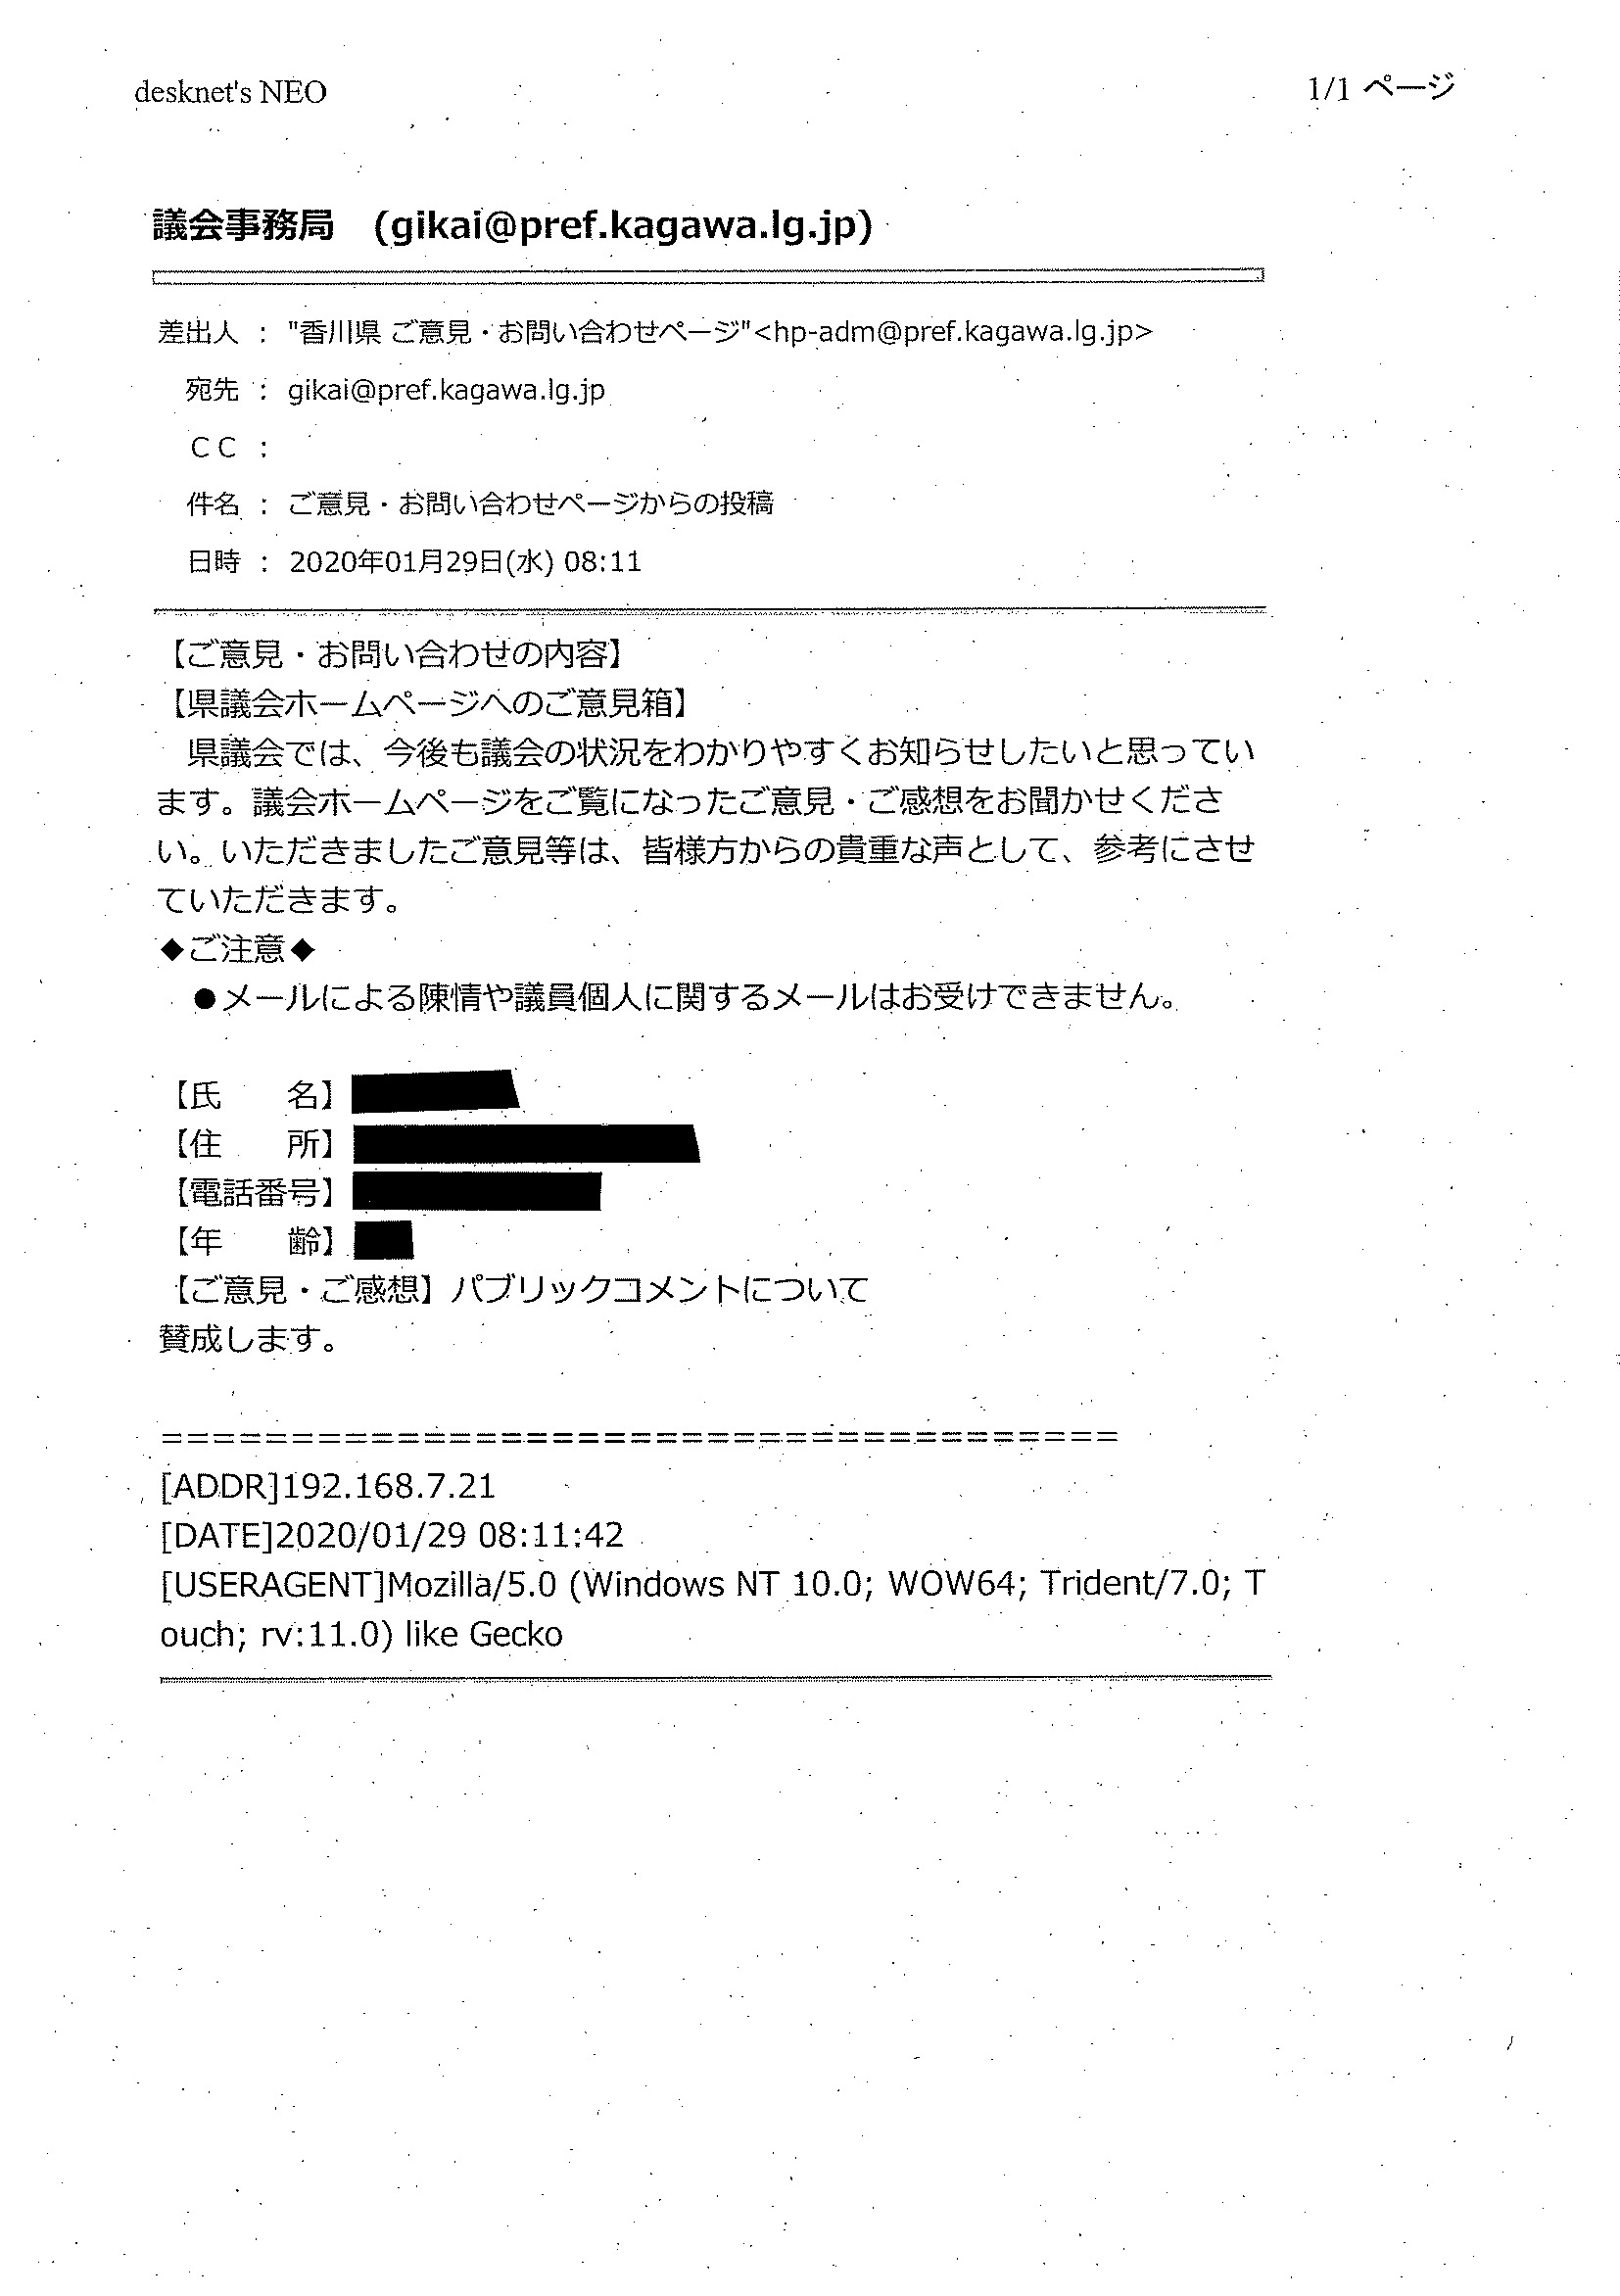 desknet's NEO
1/1 ページ
議会事務局　(gikai@pref.kagawa.lg.jp)
差出人 ： "香川県 ご意見・お問い合わせページ"<hp-adm@pref.kagawa.lg.jp>
宛先 ： gikai@pref.kagawa.lg.jp
ＣＣ ：
件名 ： ご意見・お問い合わせページからの投稿
日時 ： 2020年01月29日(水) 08:11
【ご意見・お問い合わせの内容】
【県議会ホームページへのご意見箱】
　県議会では、今後も議会の状況をわかりやすくお知らせしたいと思ってい
ます。議会ホームページをご覧になったご意見・ご感想をお聞かせくださ
い。いただきましたご意見等は、皆様方からの貴重な声として、参考にさせ
ていただきます。
◆ご注意◆
　●メールによる陳情や議員個人に関するメールはお受けできません。
【氏　　名】
【住　　所】
【電話番号】
【年　　齢】
【ご意見・ご感想】パブリックコメントについて
賛成します。
=====================================
[ADDR]192.168.7.21
[DATE]2020/01/29 08:11:42
[USERAGENT]Mozilla/5.0 (Windows NT 10.0; WOW64; Trident/7.0; T
ouch; rv:11.0) like Gecko